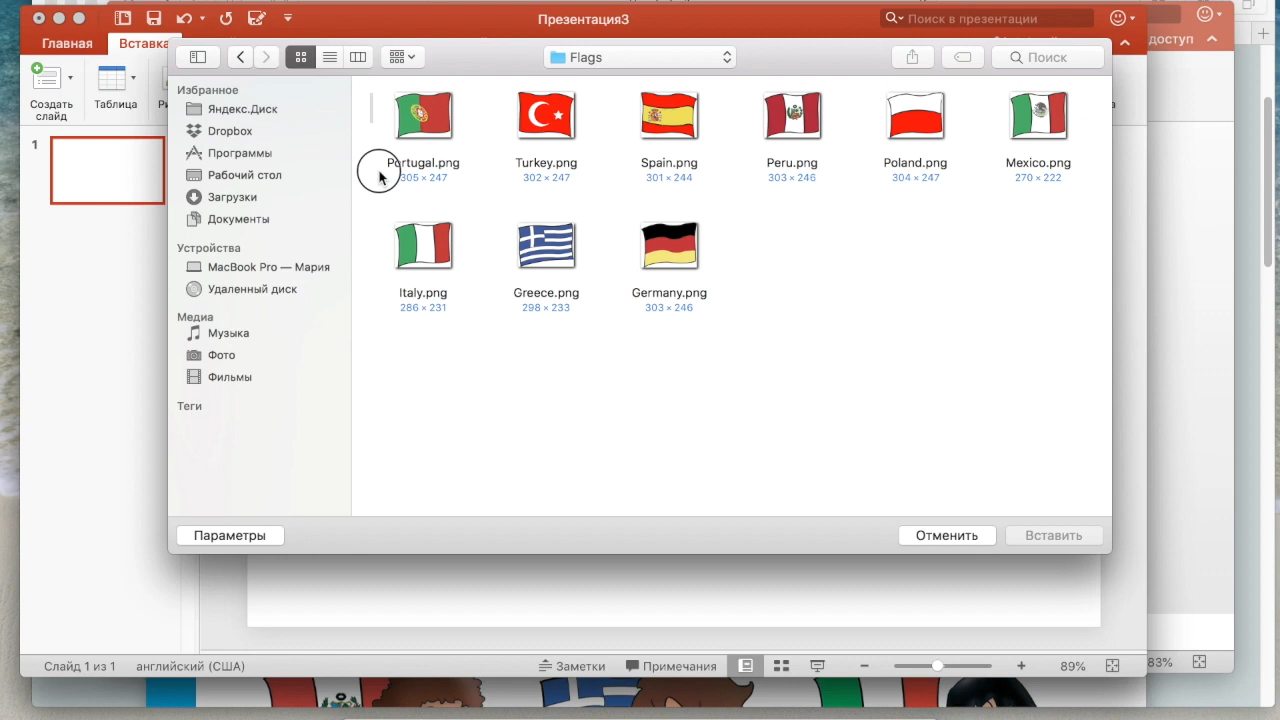 Презентация3
Поиск в презентации
Главная
Вставка
доступ
Flags
Поиск
Создать
слайд
Таблица
Избранное
Яндекс.Диск
Dropbox
Программы
Рабочий стол
Загрузки
Документы
Устройства
MacBook Pro — Мария
Удаленный диск
Медиа
Музыка
Фото
Фильмы
Теги
1
Portugal.png
305 × 247
Turkey.png
302 × 247
Spain.png
301 × 244
Peru.png
303 × 246
Poland.png
304 × 247
Mexico.png
270 × 222
Italy.png
286 × 231
Greece.png
298 × 233
Germany.png
303 × 246
Параметры
Отменить
Вставить
Слайд 1 из 1
английский (США)
Заметки
Примечания
89%
83%